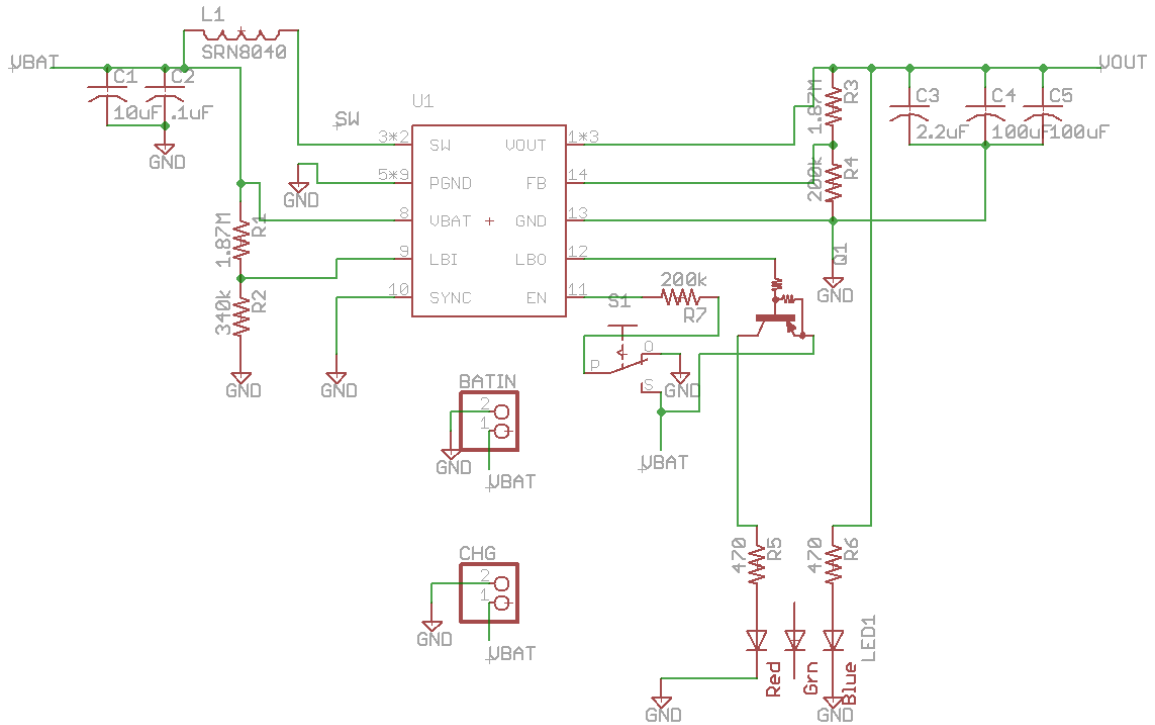 L1
SRN8040
VBAT
VOUT
C1
10uF
C2
.1uF
GND
SW
U1
3*2
SW
VOUT
1*3
5*9
PGND
FB
14
8
VBAT
GND
13
9
LBI
LBO
12
10
SYNC
EN
11
GND
1.87M
R1
340k
R2
GND
GND
1.87M
R3
200k
R4
C3
2.2uF
C4
100uF
C5
100uF
GND
Q1
200k
R7
S1
P
O
S
GND
VBAT
BATIN
2
1
GND
VBAT
CHG
2
1
GND
VBAT
470
R5
470
R6
LED1
Red
Grn
Blue
GND
GND